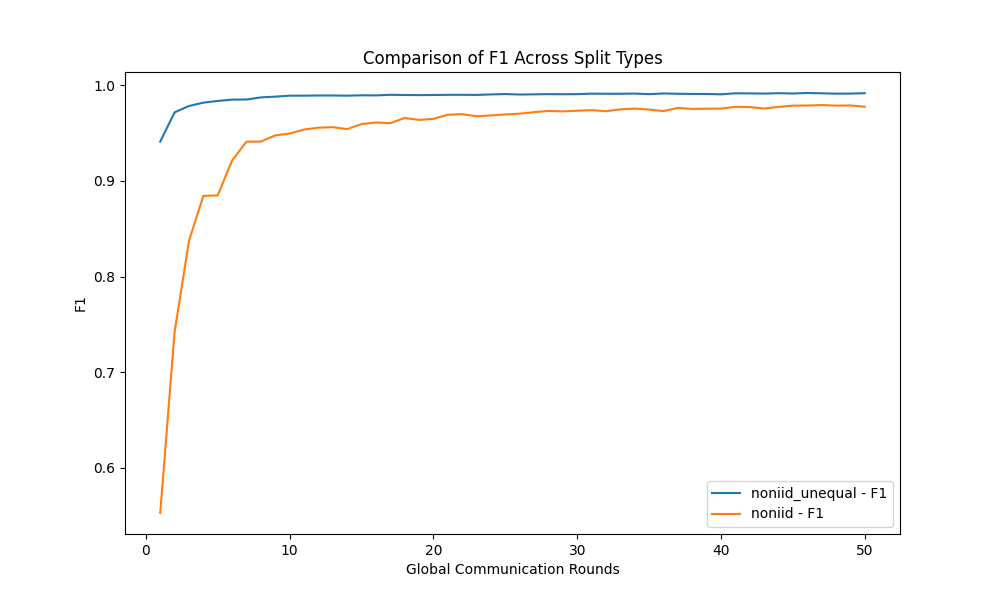 Comparison of F1 Across Split Types
1.0
0.9
0.8
0.7
0.6
F1
0
10
20
30
40
50
Global Communication Rounds
noniid_unequal - F1
noniid - F1